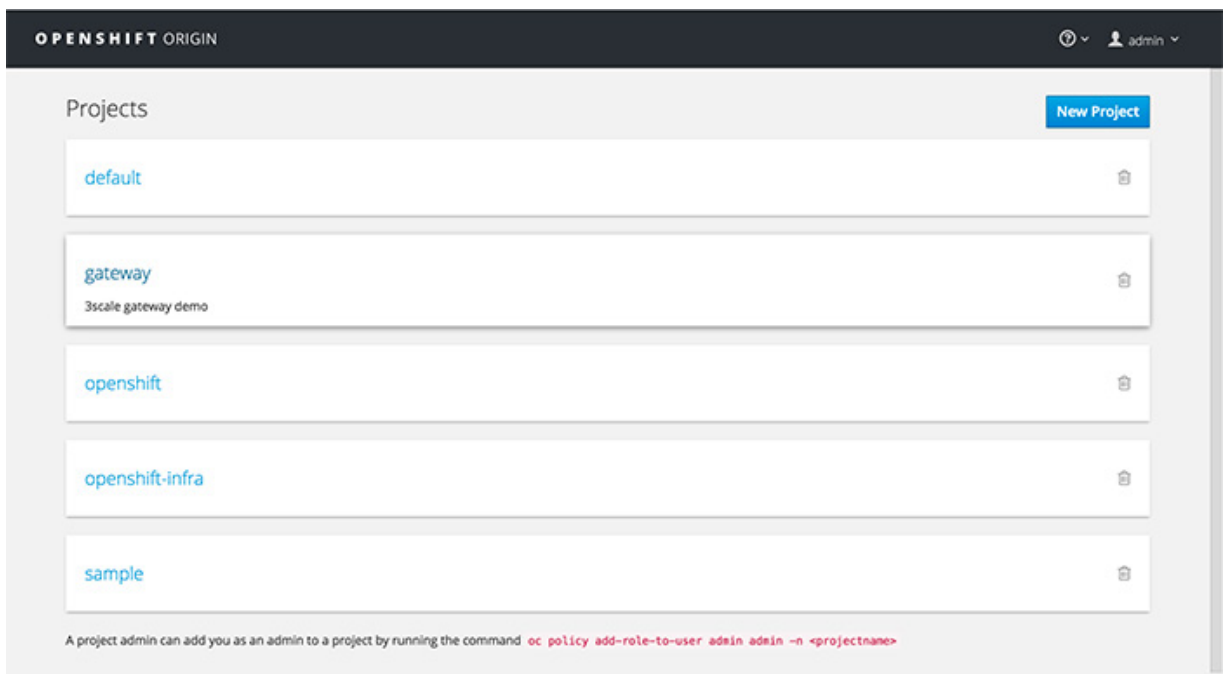 OPENSHIFT ORIGIN
admin
Projects
New Project
default
gateway
3scale gateway demo
openshift
openshift-infra
sample
A project admin can add you as an admin to a project by running the command oc policy add-role-to-user admin admin -n <projectname>